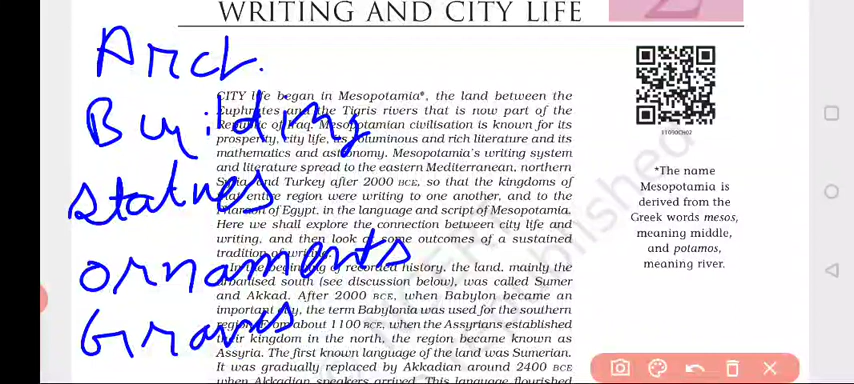 WRITING AND CITY LIFE
2
Arch.
Building
Statues
ornaments
Graves
CITY life began in Mesopotamia*, the land between the
Euphrates and the Tigris rivers that is now part of the
Republic of Iraq. Mesopotamian civilisation is known for its
prosperity, city life, its voluminous and rich literature and its
mathematics and astronomy. Mesopotamia's writing system
and literature spread to the eastern Mediterranean, northern
Syria, and Turkey after 2000 BCE, so that the kingdoms of
that entire region were writing to one another, and to the
Pharaoh of Egypt, in the language and script of Mesopotamia.
Here we shall explore the connection between city life and
writing, and then look at some outcomes of a sustained
tradition of writing.
In the beginning of recorded history, the land, mainly the
urbanised south (see discussion below), was called Sumer
and Akkad. After 2000 BCE, when Babylon became an
important city, the term Babylonia was used for the southern
region. From about 1100 BCE, when the Assyrians established
their kingdom in the north, the region became known as
Assyria. The first known language of the land was Sumerian.
It was gradually replaced by Akkadian around 2400 BCE
when Akkadian speakers arrived. This language flourished
11090CH02
*The name
Mesopotamia is
derived from the
Greek words mesos,
meaning middle,
and potamos,
meaning river.